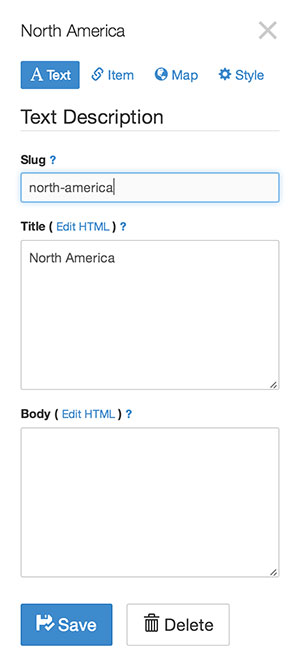 North America
Text Item Map Style
Text Description
Slug ?
north-america
Title ( Edit HTML ) ?
North America
Body ( Edit HTML ) ?
Save Delete